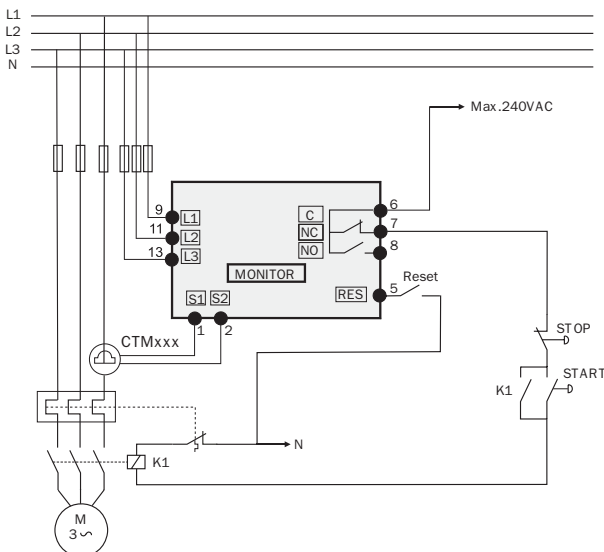 L1
L2
L3
N
Max.240VAC
9
L1
C
6
11
L2
NC
7
13
L3
NO
8
MONITOR
S1 S2
RES
5
Reset
1
2
CTMxxx
STOP
K1
START
N
K1
M
3~